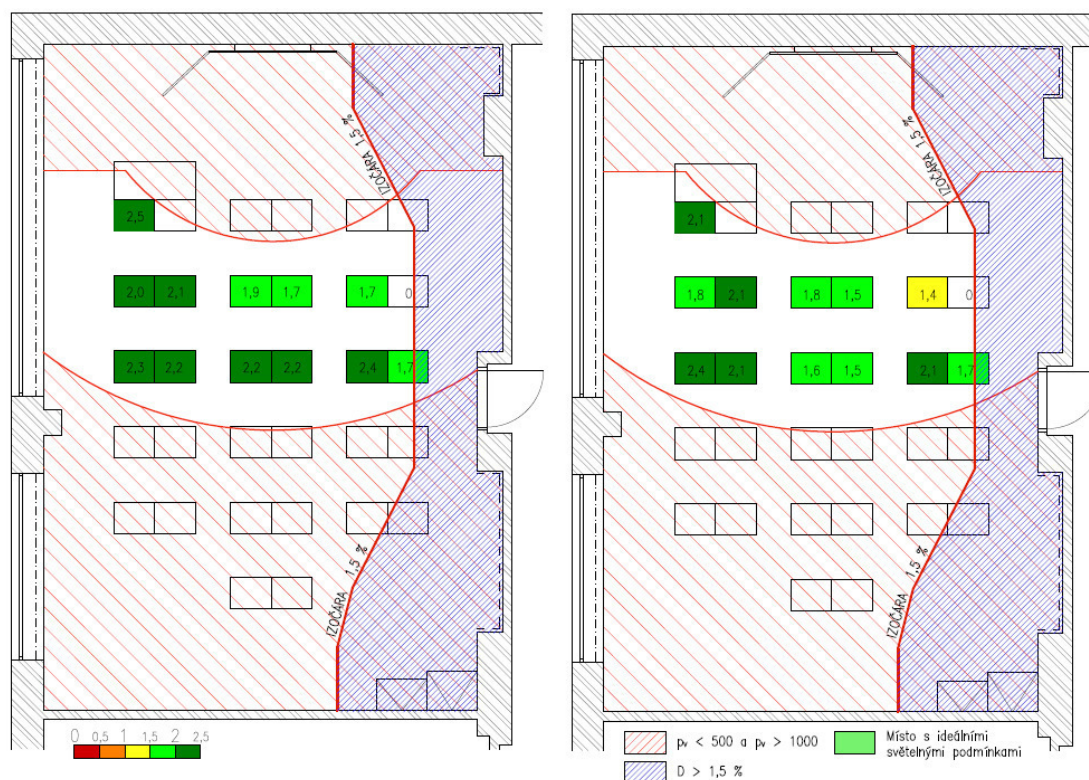 IZOČÁRA 1,5 %
2,5
2,0 2,1 1,9 1,7 1,7 0
2,3 2,2 2,2 2,2 2,4 1,7
IZOČÁRA 1,5 %
0 0,5 1 1,5 2 2,5
IZOČÁRA 1,5 %
2,1
1,8 2,1 1,8 1,5 1,4 0
2,4 2,1 1,6 1,5 2,1 1,7
IZOČÁRA 1,5 %
pv < 500 a pv > 1000
Místo s ideálními
světelnými podmínkami
D > 1,5 %